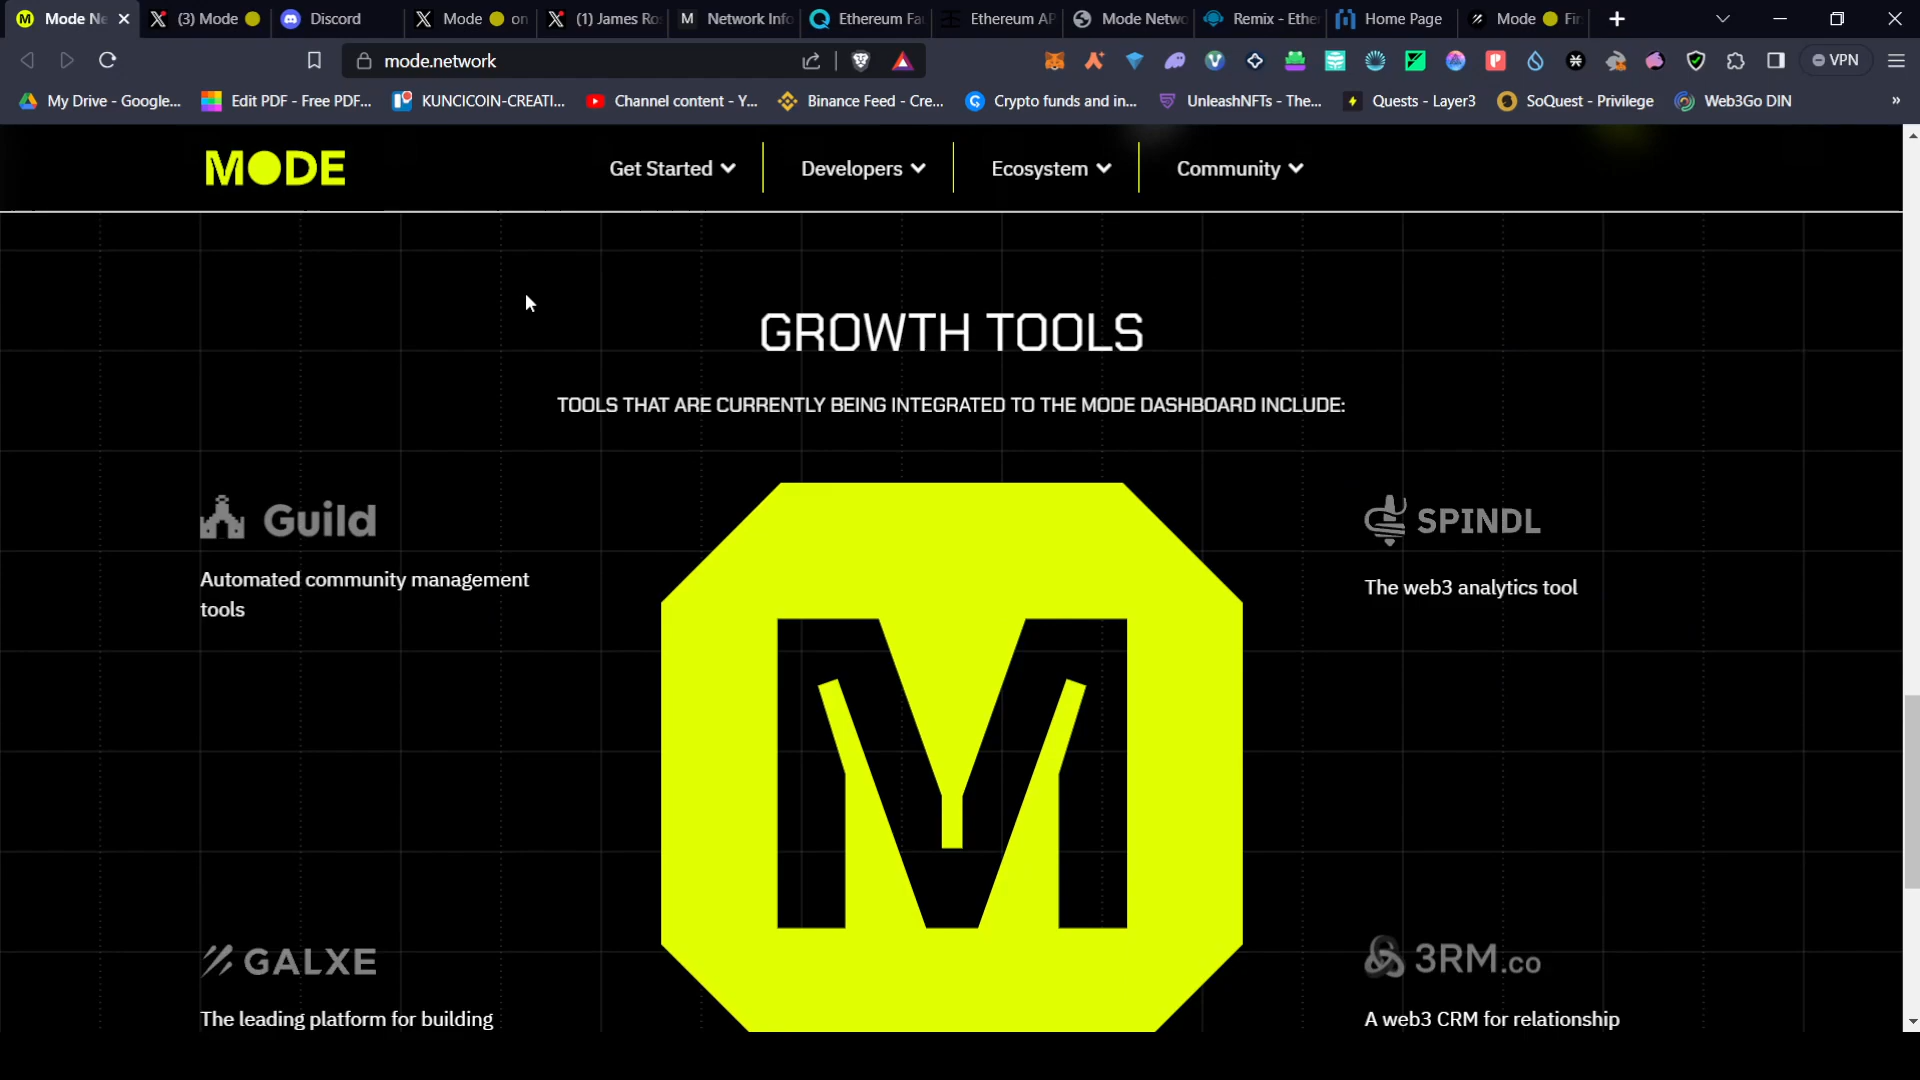 Mode Ne
(3) Mode
Discord
Mode on
(1) James Ro
Network Info
Ethereum Fau
Ethereum AP
Mode Netwo
Remix - Ether
Home Page
Mode Fir
mode.network
VPN
My Drive - Google...
Edit PDF - Free PDF...
KUNCICOIN-CREATI...
Channel content - Y...
Binance Feed - Cre...
Crypto funds and in...
UnleashNFTs - The...
Quests - Layer3
SoQuest - Privilege
Web3Go DIN
»
MODE
Get Started
Developers
Ecosystem
Community
GROWTH TOOLS
TOOLS THAT ARE CURRENTLY BEING INTEGRATED TO THE MODE DASHBOARD INCLUDE:
Guild
Automated community management
tools
SPINDL
The web3 analytics tool
M
GALXE
The leading platform for building
3RM.co
A web3 CRM for relationship